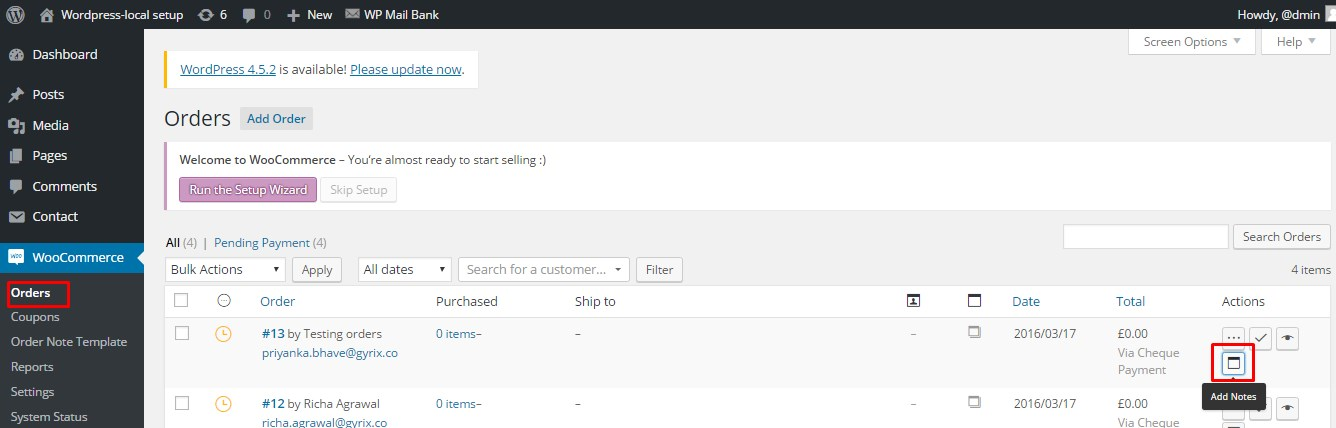 Wordpress-local setup 6 0 New WP Mail Bank Howdy, @dmin
Screen Options Help
Dashboard
Posts
Media
Pages
Comments
Contact
WooCommerce
Orders
Coupons
Order Note Template
Reports
Settings
System Status
WordPress 4.5.2 is available! Please update now.
Orders Add Order
Welcome to WooCommerce – You're almost ready to start selling :)
Run the Setup Wizard Skip Setup
All (4) | Pending Payment (4)
Search Orders
Bulk Actions Apply All dates Search for a customer... Filter 4 items
Order Purchased Ship to Date Total Actions
#13 by Testing orders 0 items– – – 2016/03/17 £0.00
priyanka.bhave@gyrix.co Via Cheque
Payment
Add Notes
#12 by Richa Agrawal 0 items– – – 2016/03/17 £0.00
richa.agrawal@gyrix.co Via Cheque